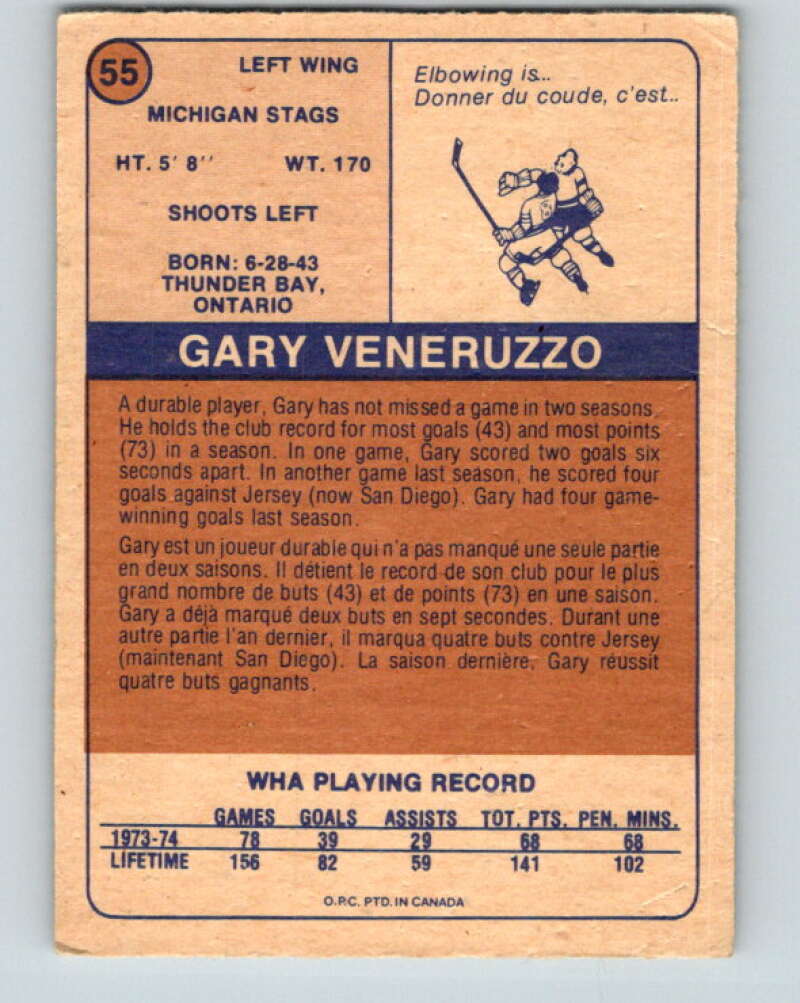 55
LEFT WING
MICHIGAN STAGS
HT. 5' 8'' WT. 170
SHOOTS LEFT
BORN: 6-28-43
THUNDER BAY,
ONTARIO
Elbowing is...
Donner du coude, c'est...
GARY VENERUZZO
A durable player, Gary has not missed a game in two seasons.
He holds the club record for most goals (43) and most points
(73) in a season. In one game, Gary scored two goals six
seconds apart. In another game last season, he scored four
goals against Jersey (now San Diego). Gary had four game-
winning goals last season.
Gary est un joueur durable qui n'a pas manqué une seule partie
en deux saisons. Il détient le record de son club pour le plus
grand nombre de buts (43) et de points (73) en une saison.
Gary a déjà marqué deux buts en sept secondes. Durant une
autre partie l'an dernier, il marqua quatre buts contre Jersey
(maintenant San Diego). La saison dernière, Gary réussit
quatre buts gagnants.
WHA PLAYING RECORD
GAMES GOALS ASSISTS TOT. PTS. PEN. MINS.
1973-74 78 39 29 68 68
LIFETIME 156 82 59 141 102
O.P.C. PTD. IN CANADA